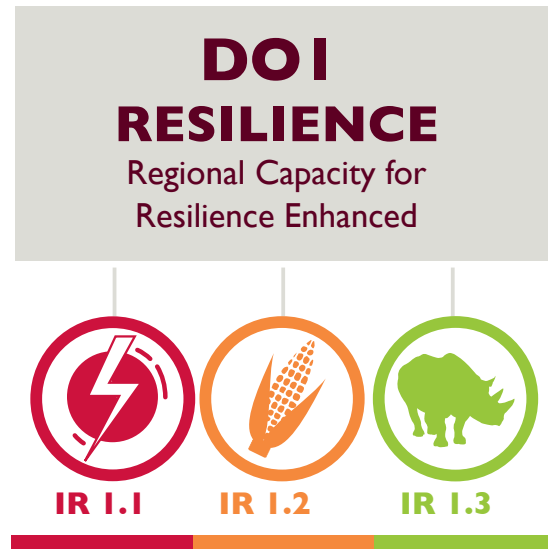 DO1
RESILIENCE
Regional Capacity for
Resilience Enhanced
IR 1.1 IR 1.2 IR 1.3